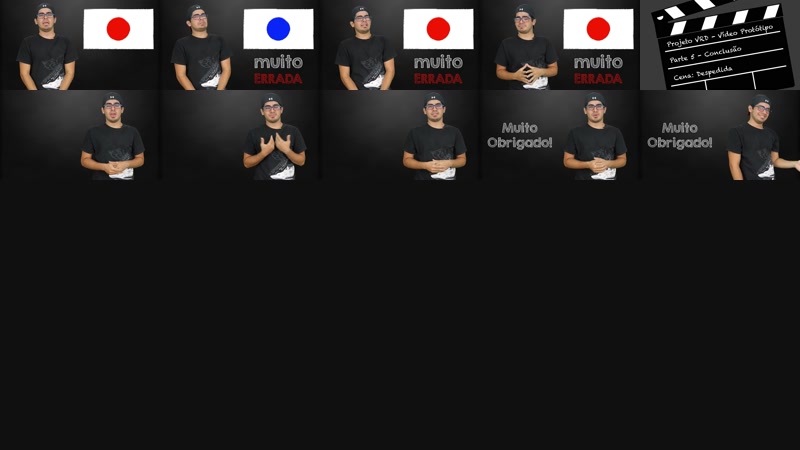 muito
ERRADA
muito
ERRADA
muito
ERRADA
Projeto VRD - Vídeo Protótipo
Parte 5 - Conclusão
Cena: Despedida
Muito
Obrigado!
Muito
Obrigado!